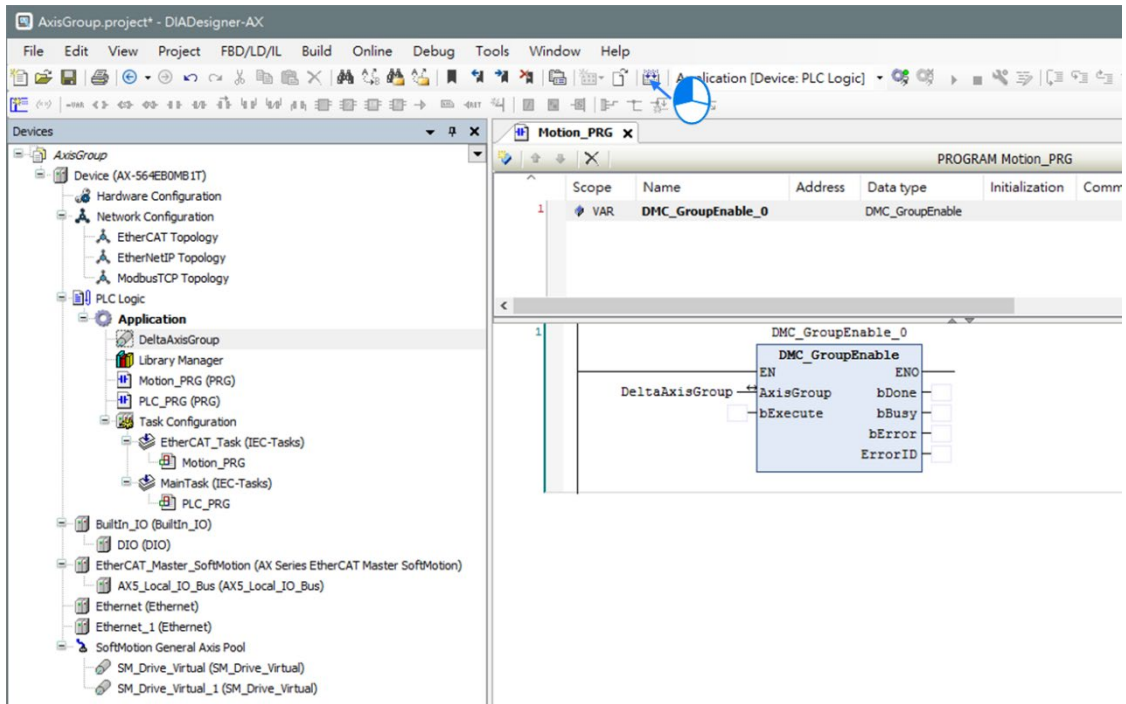 AxisGroup.project* - DIADesigner-AX
File Edit View Project FBD/LD/IL Build Online Debug Tools Window Help
Application [Device: PLC Logic]
Devices
AxisGroup
Device (AX-564EB0MB1T)
Hardware Configuration
Network Configuration
EtherCAT Topology
EtherNetIP Topology
ModbusTCP Topology
PLC Logic
Application
DeltaAxisGroup
Library Manager
Motion_PRG (PRG)
PLC_PRG (PRG)
Task Configuration
EtherCAT_Task (IEC-Tasks)
Motion_PRG
MainTask (IEC-Tasks)
PLC_PRG
BuiltIn_IO (BuiltIn_IO)
DIO (DIO)
EtherCAT_Master_SoftMotion (AX Series EtherCAT Master SoftMotion)
AX5_Local_IO_Bus (AX5_Local_IO_Bus)
Ethernet (Ethernet)
Ethernet_1 (Ethernet)
SoftMotion General Axis Pool
SM_Drive_Virtual (SM_Drive_Virtual)
SM_Drive_Virtual_1 (SM_Drive_Virtual)
Motion_PRG
PROGRAM Motion_PRG
Scope Name Address Data type Initialization Comm
1 VAR DMC_GroupEnable_0 DMC_GroupEnable
1
DMC_GroupEnable_0
DMC_GroupEnable
EN ENO
DeltaAxisGroup AxisGroup bDone
bExecute bBusy
bError
ErrorID